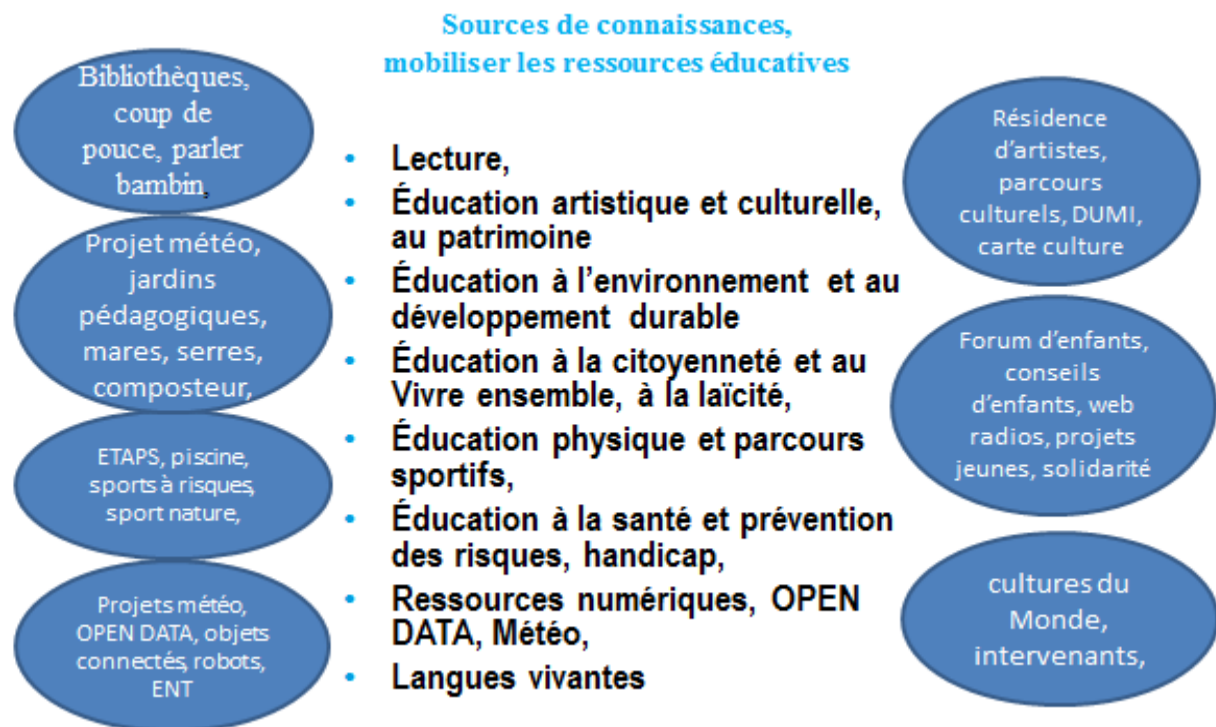 Sources de connaissances,
mobiliser les ressources éducatives
Bibliothèques,
coup de
pouce, parler
bambin,
Projet météo,
jardins
pédagogiques,
mares, serres,
composteur,
ETAPS, piscine,
sports à risques,
sport nature,
Projets météo,
OPEN DATA, objets
connectés, robots,
ENT
• Lecture,
• Éducation artistique et culturelle,
au patrimoine
• Éducation à l'environnement et au
développement durable
• Éducation à la citoyenneté et au
Vivre ensemble, à la laïcité,
• Éducation physique et parcours
sportifs,
• Éducation à la santé et prévention
des risques, handicap,
• Ressources numériques, OPEN
DATA, Météo,
• Langues vivantes
Résidence
d'artistes,
parcours
culturels, DUMI,
carte culture
Forum d'enfants,
conseils
d'enfants, web
radios, projets
jeunes, solidarité
cultures du
Monde,
intervenants,